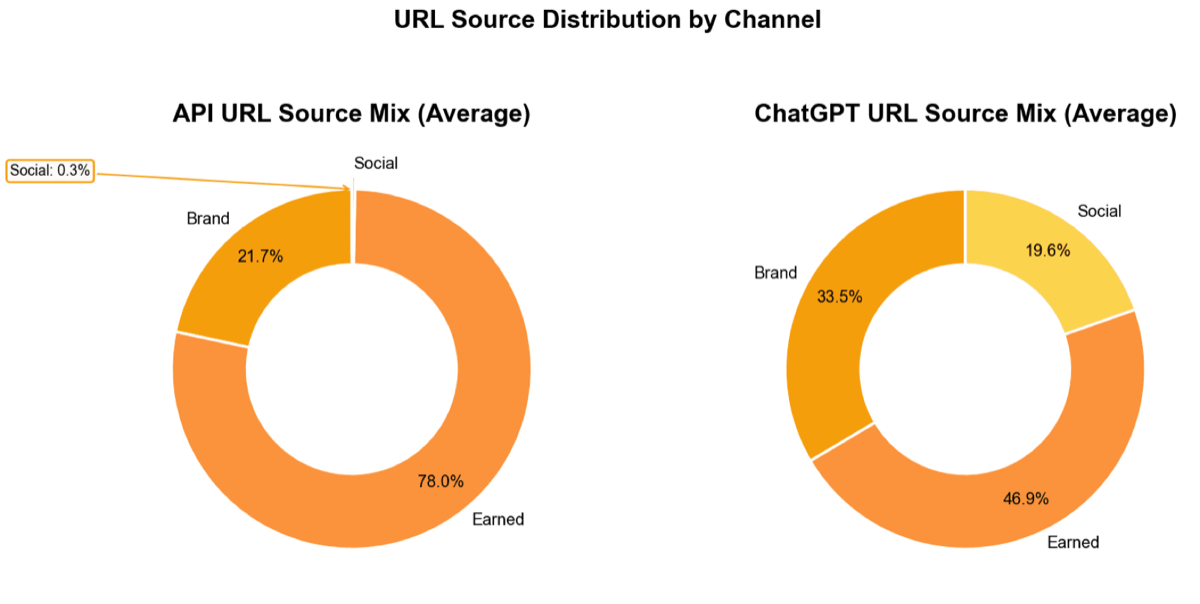 URL Source Distribution by Channel
API URL Source Mix (Average)
Social: 0.3%
Social
Brand
21.7%
78.0%
Earned
ChatGPT URL Source Mix (Average)
Social
19.6%
Brand
33.5%
46.9%
Earned